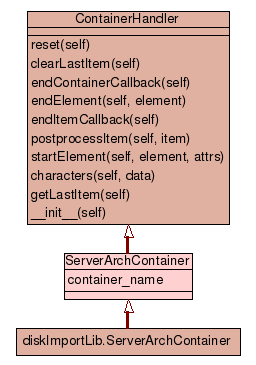 ContainerHandler
reset(self)
clearLastItem(self)
endContainerCallback(self)
endElement(self, element)
endItemCallback(self)
postprocessItem(self, item)
startElement(self, element, attrs)
characters(self, data)
getLastItem(self)
__init__(self)
ServerArchContainer
container_name
diskImportLib.ServerArchContainer